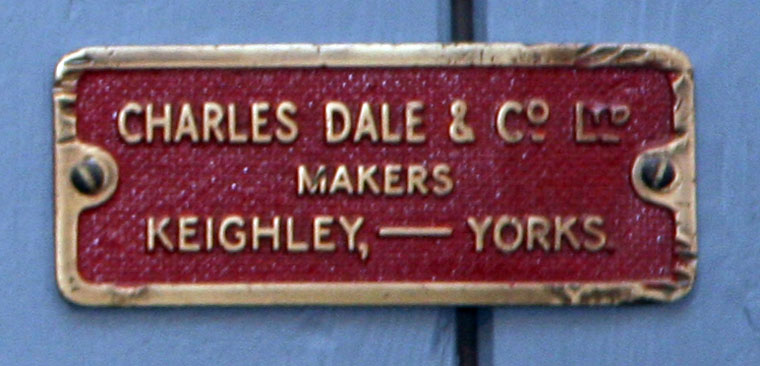 CHARLES DALE & Cº LTD
MAKERS
KEIGHLEY, — YORKS.